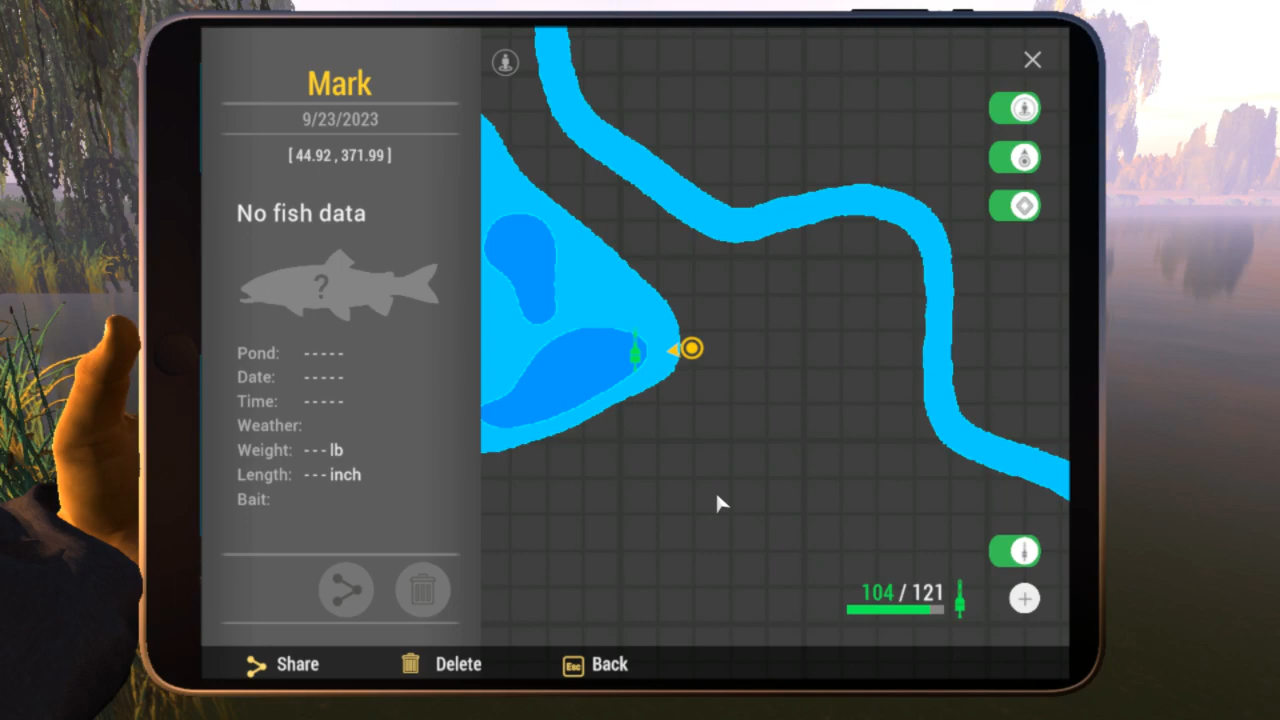 Mark
9/23/2023
[ 44.92 , 371.99 ]
No fish data
?
Pond: -----
Date: -----
Time: -----
Weather:
Weight: --- lb
Length: --- inch
Bait:
104 / 121
Share
Delete
Esc Back